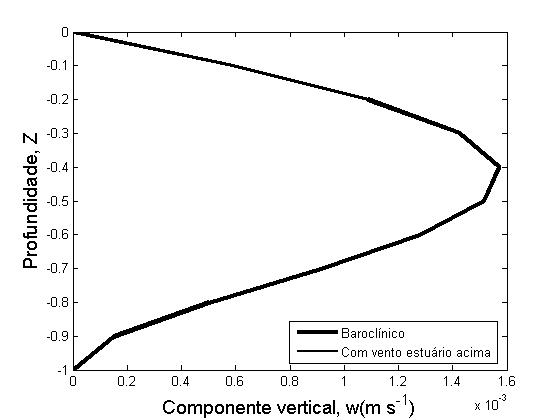 0
-0.1
-0.2
-0.3
-0.4
-0.5
-0.6
-0.7
-0.8
-0.9
-1
Profundidade, Z
Baroclínico
Com vento estuário acima
0 0.2 0.4 0.6 0.8 1 1.2 1.4 1.6
x 10⁻³
Componente vertical, w(m s⁻¹)